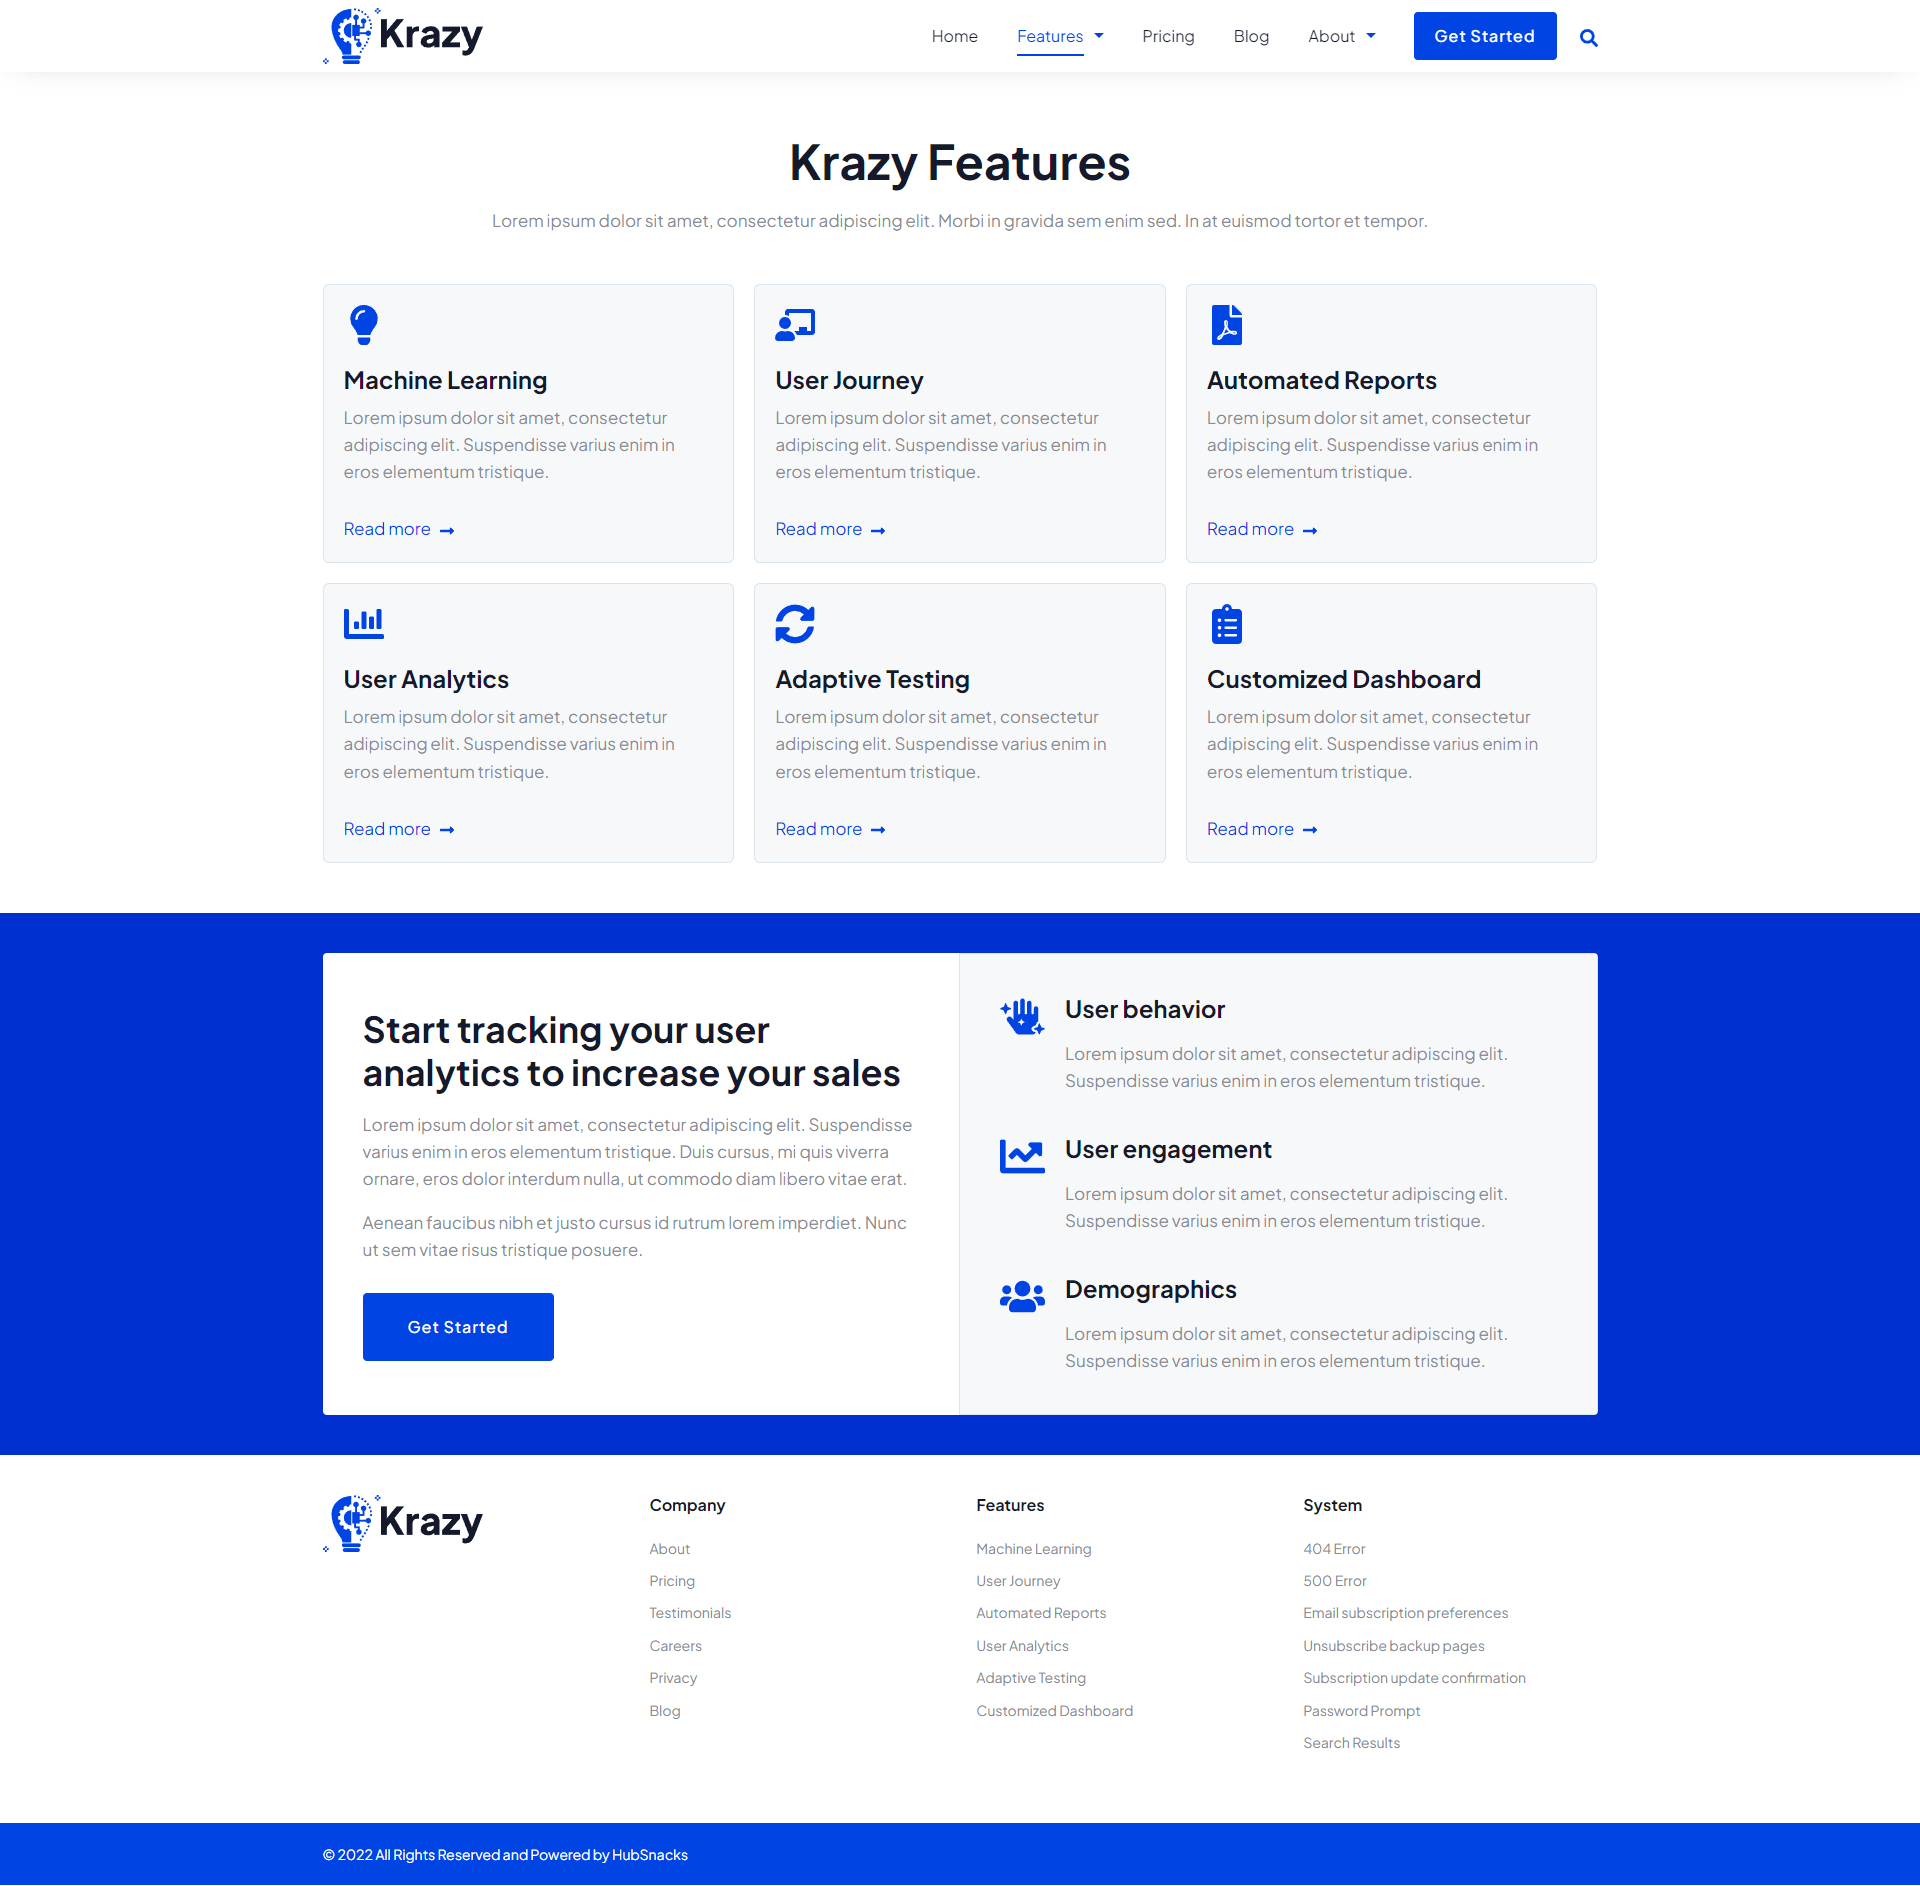 Krazy
Home Features Pricing Blog About Get Started
Krazy Features
Lorem ipsum dolor sit amet, consectetur adipiscing elit. Morbi in gravida sem enim sed. In at euismod tortor et tempor.
Machine Learning
Lorem ipsum dolor sit amet, consectetur
adipiscing elit. Suspendisse varius enim in
eros elementum tristique.
Read more
User Journey
Lorem ipsum dolor sit amet, consectetur
adipiscing elit. Suspendisse varius enim in
eros elementum tristique.
Read more
Automated Reports
Lorem ipsum dolor sit amet, consectetur
adipiscing elit. Suspendisse varius enim in
eros elementum tristique.
Read more
User Analytics
Lorem ipsum dolor sit amet, consectetur
adipiscing elit. Suspendisse varius enim in
eros elementum tristique.
Read more
Adaptive Testing
Lorem ipsum dolor sit amet, consectetur
adipiscing elit. Suspendisse varius enim in
eros elementum tristique.
Read more
Customized Dashboard
Lorem ipsum dolor sit amet, consectetur
adipiscing elit. Suspendisse varius enim in
eros elementum tristique.
Read more
Start tracking your user
analytics to increase your sales
Lorem ipsum dolor sit amet, consectetur adipiscing elit. Suspendisse
varius enim in eros elementum tristique. Duis cursus, mi quis viverra
ornare, eros dolor interdum nulla, ut commodo diam libero vitae erat.
Aenean faucibus nibh et justo cursus id rutrum lorem imperdiet. Nunc
ut sem vitae risus tristique posuere.
Get Started
User behavior
Lorem ipsum dolor sit amet, consectetur adipiscing elit.
Suspendisse varius enim in eros elementum tristique.
User engagement
Lorem ipsum dolor sit amet, consectetur adipiscing elit.
Suspendisse varius enim in eros elementum tristique.
Demographics
Lorem ipsum dolor sit amet, consectetur adipiscing elit.
Suspendisse varius enim in eros elementum tristique.
Krazy
Company
About
Pricing
Testimonials
Careers
Privacy
Blog
Features
Machine Learning
User Journey
Automated Reports
User Analytics
Adaptive Testing
Customized Dashboard
System
404 Error
500 Error
Email subscription preferences
Unsubscribe backup pages
Subscription update confirmation
Password Prompt
Search Results
© 2022 All Rights Reserved and Powered by HubSnacks